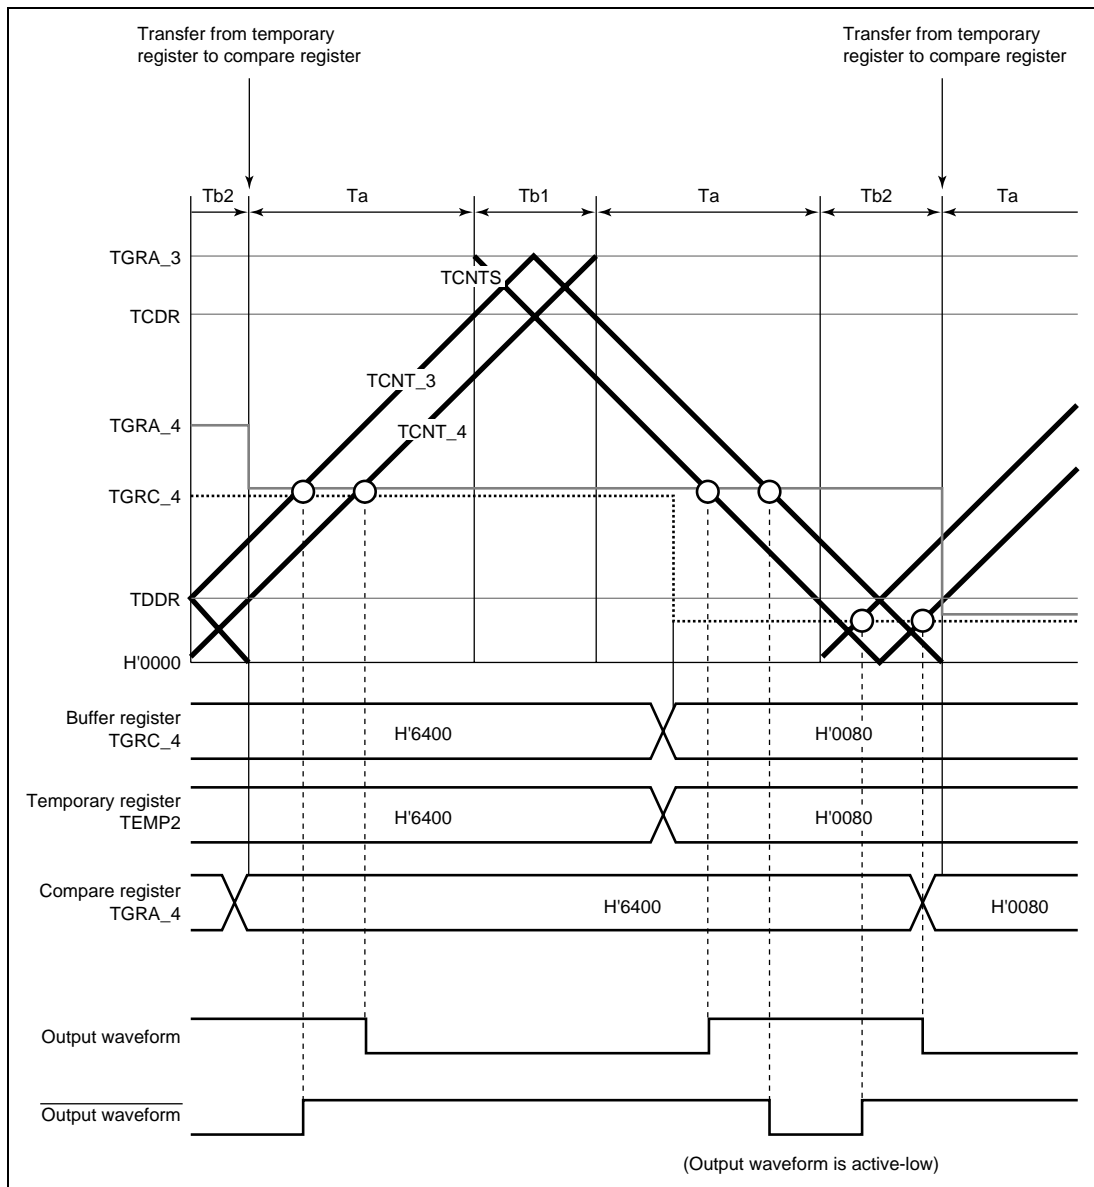 Transfer from temporary
register to compare register
Transfer from temporary
register to compare register
Tb2
Ta
Tb1
Ta
Tb2
Ta
TGRA_3
TCNTS
TCDR
TCNT_3
TGRA_4
TCNT_4
TGRC_4
TDDR
H'0000
Buffer register
TGRC_4
H'6400
H'0080
Temporary register
TEMP2
H'6400
H'0080
Compare register
TGRA_4
H'6400
H'0080
Output waveform
Output waveform
(Output waveform is active-low)